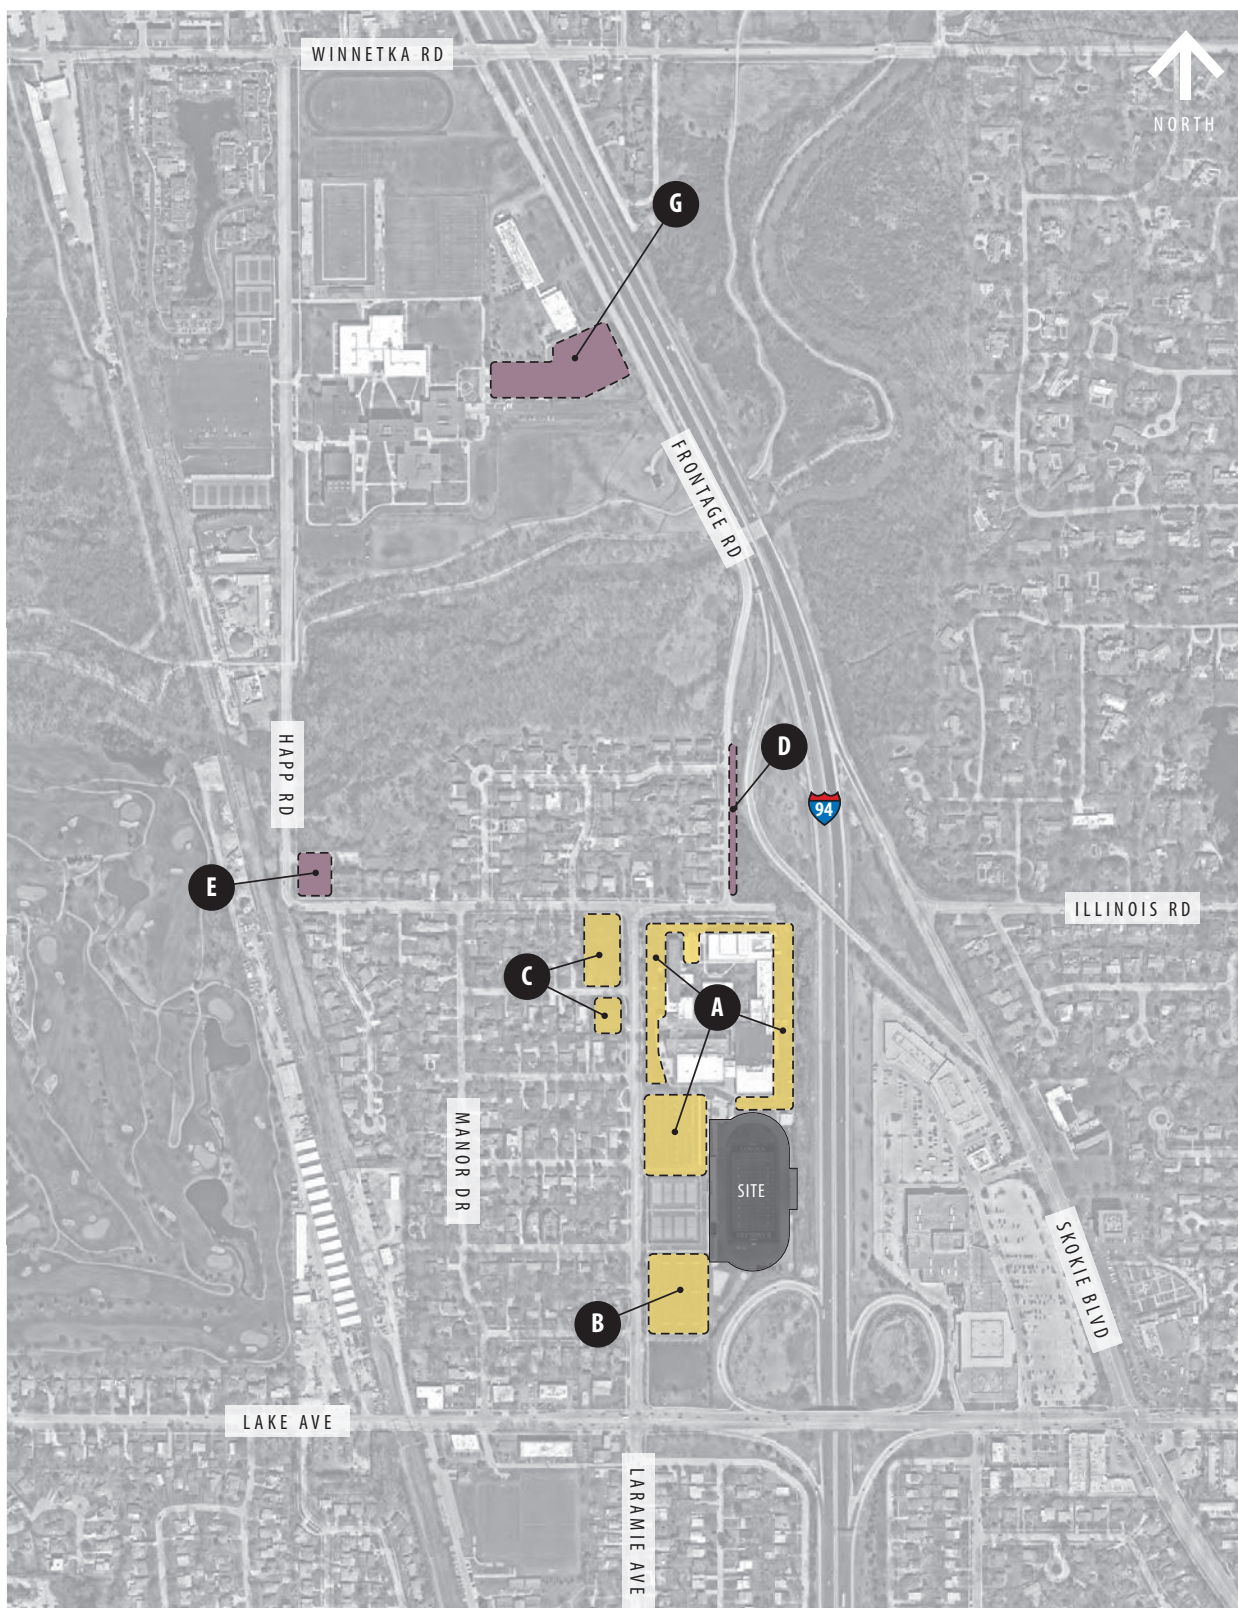 WINNETKA RD
NORTH
G
FRONTAGE RD
HAPP RD
D
94
E
ILLINOIS RD
C
A
MANOR DR
SITE
SKOKIE BLVD
B
LAKE AVE
LARAMIE AVE